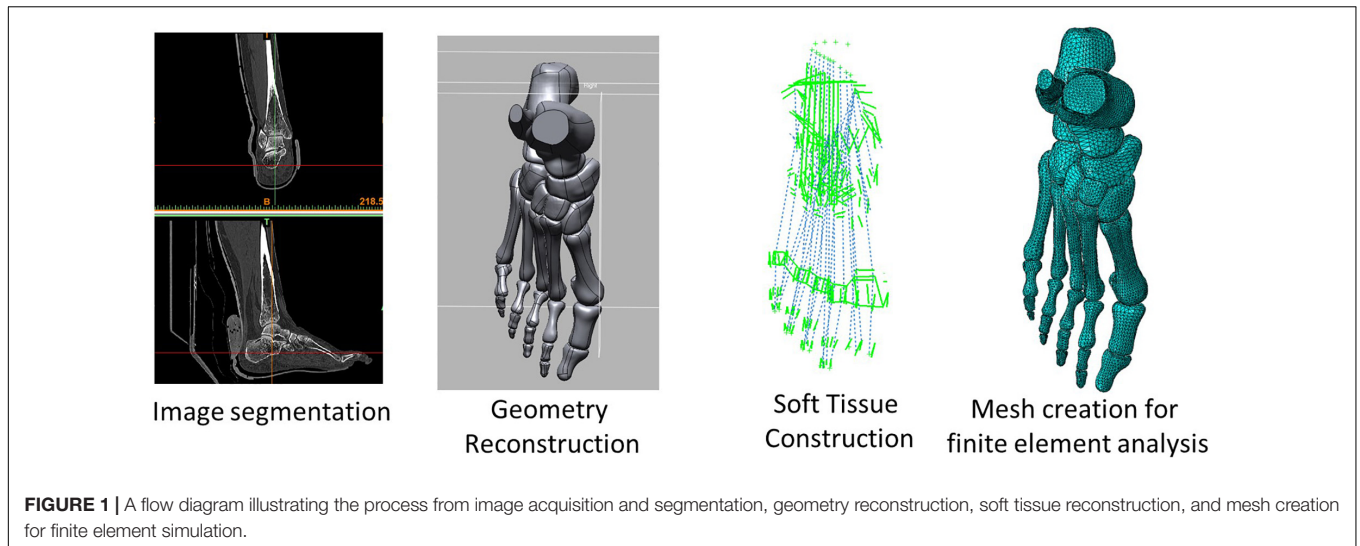 T
B
218.5
T
Right
Image segmentation
Geometry
Reconstruction
Soft Tissue
Construction
Mesh creation for
finite element analysis
FIGURE 1 | A flow diagram illustrating the process from image acquisition and segmentation, geometry reconstruction, soft tissue reconstruction, and mesh creation
for finite element simulation.